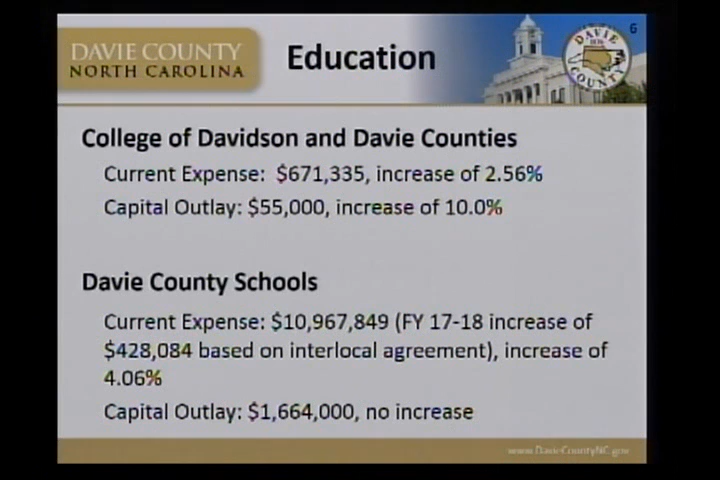 6
DAVIE COUNTY
NORTH CAROLINA
Education
DAVIE
1836
COUNTY
College of Davidson and Davie Counties
Current Expense: $671,335, increase of 2.56%
Capital Outlay: $55,000, increase of 10.0%
Davie County Schools
Current Expense: $10,967,849 (FY 17-18 increase of
$428,084 based on interlocal agreement), increase of
4.06%
Capital Outlay: $1,664,000, no increase
www.DavieCountyNC.gov